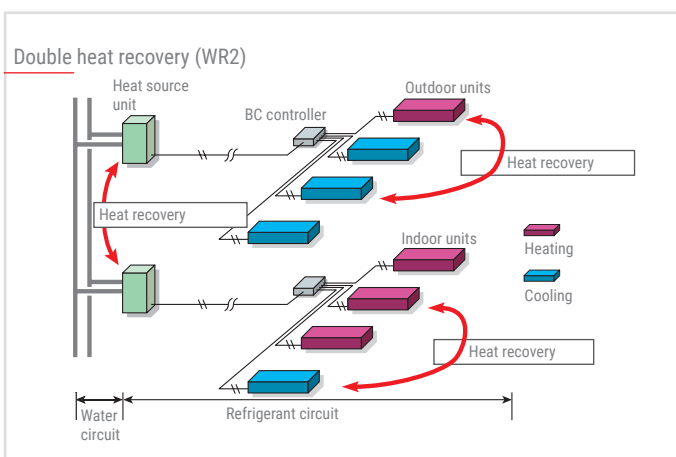 Double heat recovery (WR2)
Heat source
unit
BC controller
Outdoor units
Heat recovery
Heat recovery
Indoor units
Heating
Cooling
Heat recovery
Water
circuit
Refrigerant circuit